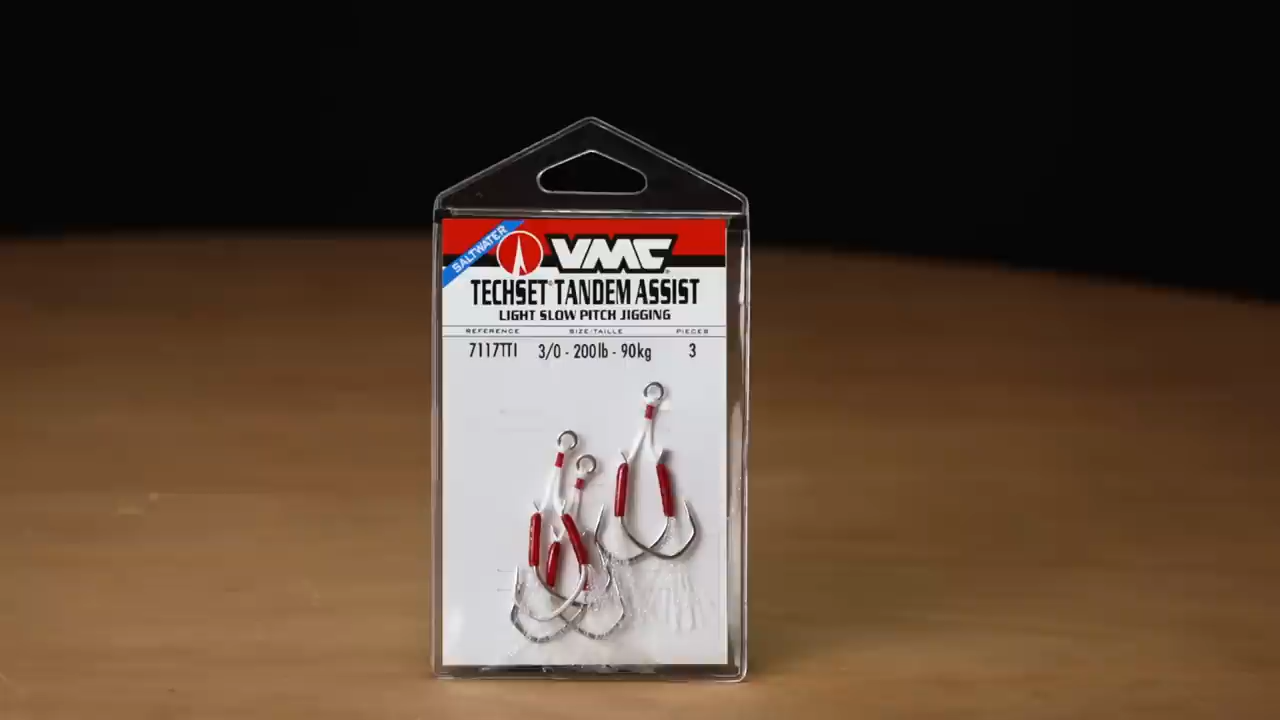 SALTWATER
VMC®
TECHSET® TANDEM ASSIST
LIGHT SLOW PITCH JIGGING
REFERENCE SIZE/TAILLE PIECES
7117TTI 3/0 - 200lb - 90kg 3